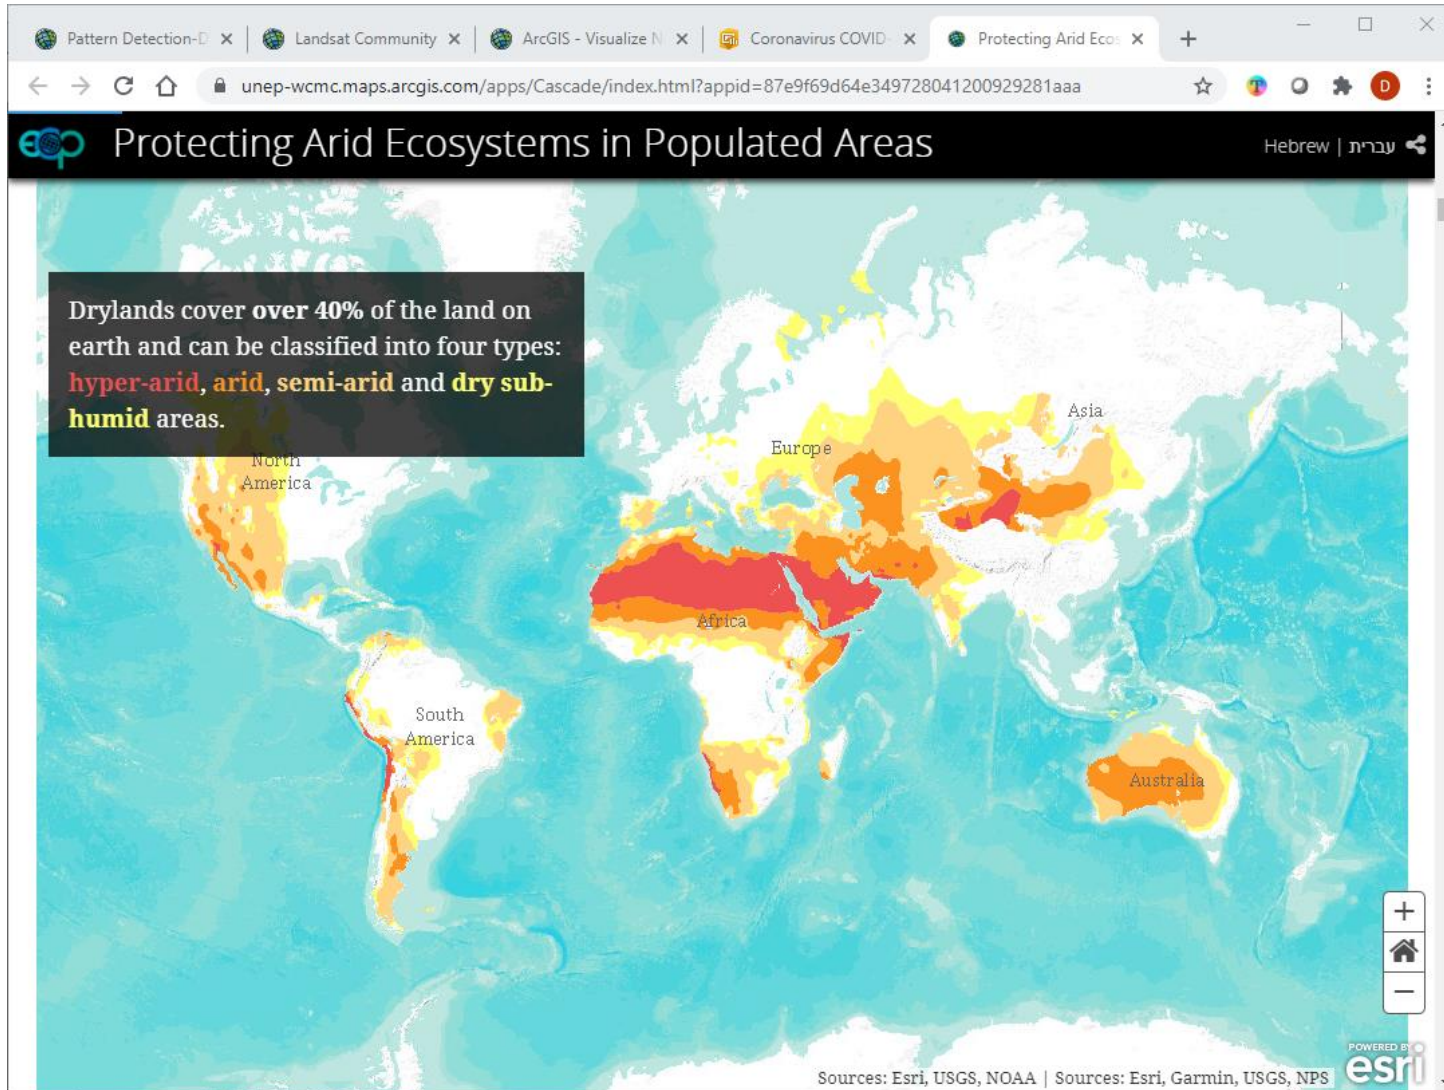 Pattern Detection-D
Landsat Community
ArcGIS - Visualize N
Coronavirus COVID-
Protecting Arid Ecos
unep-wcmc.maps.arcgis.com/apps/Cascade/index.html?appid=87e9f69d64e349728041200929281aaa
D
eop
Protecting Arid Ecosystems in Populated Areas
Hebrew | עברית
Drylands cover over 40% of the land on
earth and can be classified into four types:
hyper-arid, arid, semi-arid and dry sub-
humid areas.
North
America
Europe
Asia
Africa
South
America
Australia
POWERED BY
esri
Sources: Esri, USGS, NOAA | Sources: Esri, Garmin, USGS, NPS